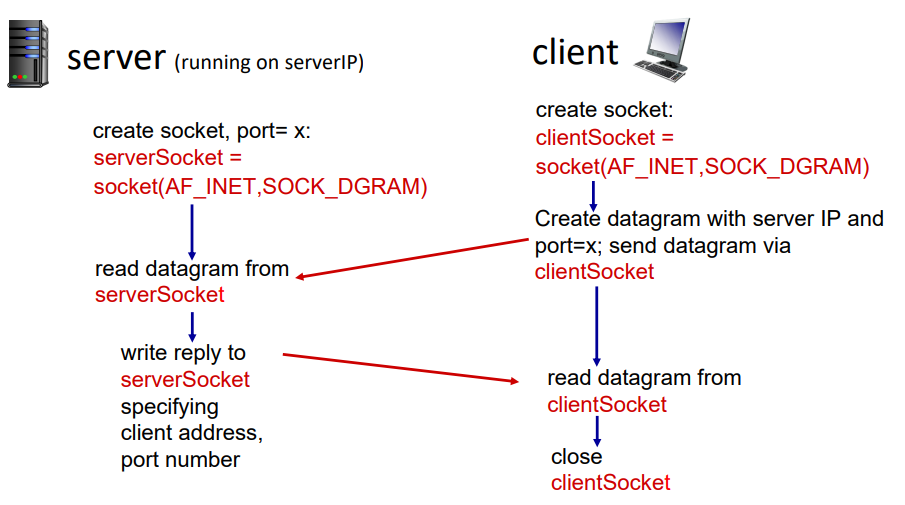 server (running on serverIP)
create socket, port= x:
serverSocket =
socket(AF_INET,SOCK_DGRAM)
read datagram from
serverSocket
write reply to
serverSocket
specifying
client address,
port number
client
create socket:
clientSocket =
socket(AF_INET,SOCK_DGRAM)
Create datagram with server IP and
port=x; send datagram via
clientSocket
read datagram from
clientSocket
close
clientSocket